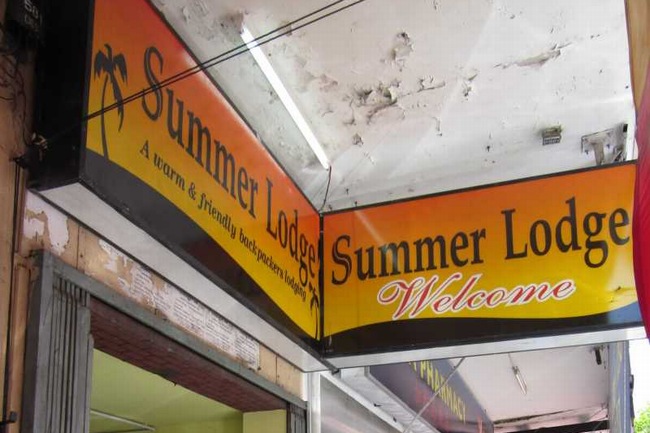 Summer Lodge
A warm & friendly backpackers lodging
Summer Lodge
Welcome
PHARMACY